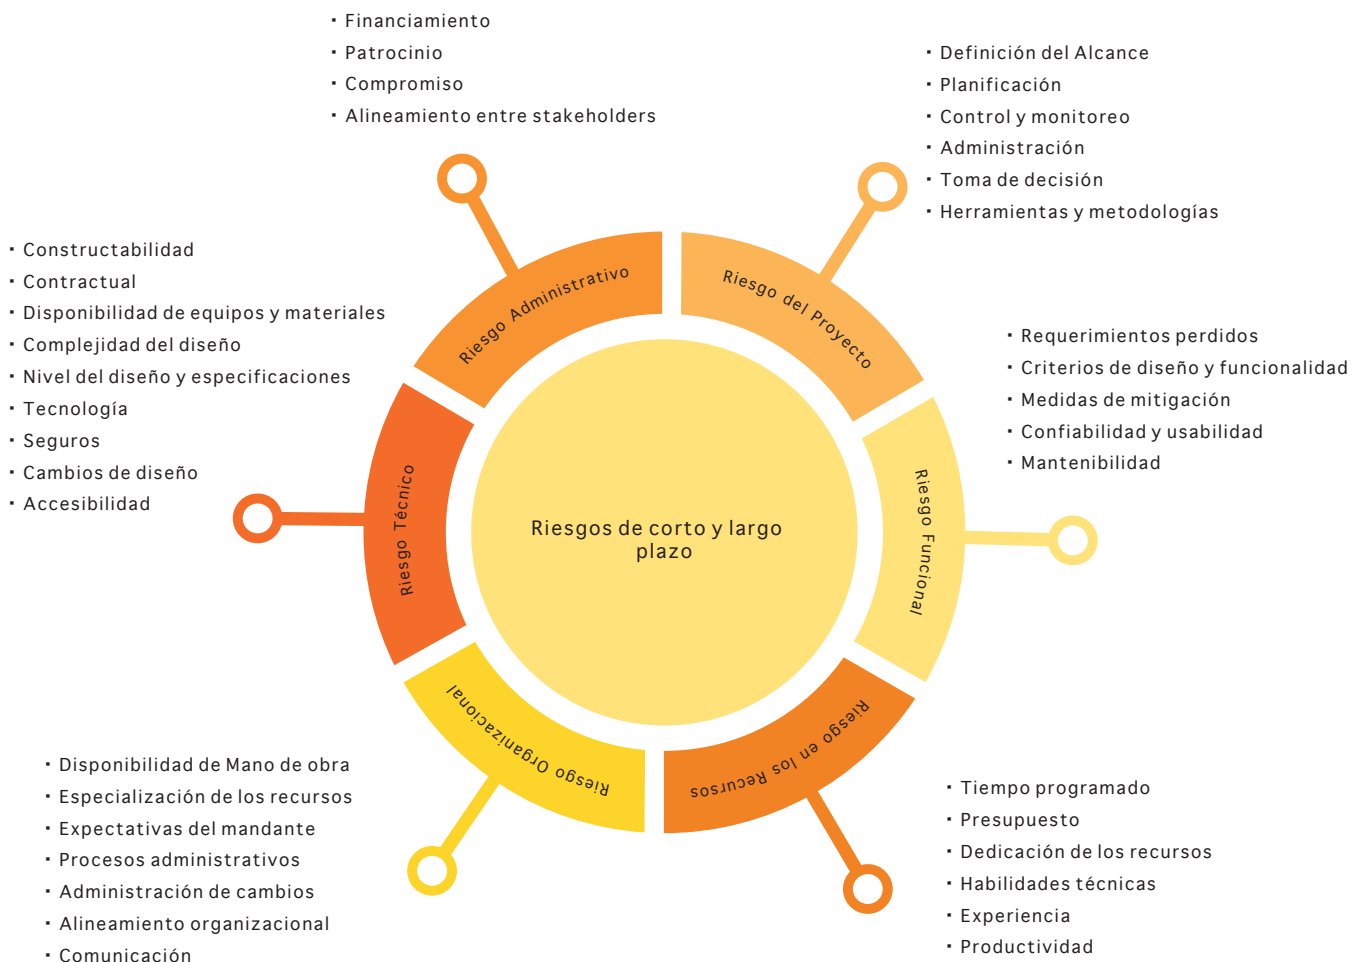 • Financiamiento
• Patrocinio
• Compromiso
• Alineamiento entre stakeholders
• Definición del Alcance
• Planificación
• Control y monitoreo
• Administración
• Toma de decisión
• Herramientas y metodologías
• Constructabilidad
• Contractual
• Disponibilidad de equipos y materiales
• Complejidad del diseño
• Nivel del diseño y especificaciones
• Tecnología
• Seguros
• Cambios de diseño
• Accesibilidad
Riesgo Administrativo
Riesgo del Proyecto
• Requerimientos perdidos
• Criterios de diseño y funcionalidad
• Medidas de mitigación
• Confiabilidad y usabilidad
• Mantenibilidad
Riesgo Técnico
Riesgos de corto y largo
plazo
Riesgo Funcional
Riesgo Organizacional
Riesgo en los Recursos
• Disponibilidad de Mano de obra
• Especialización de los recursos
• Expectativas del mandante
• Procesos administrativos
• Administración de cambios
• Alineamiento organizacional
• Comunicación
• Tiempo programado
• Presupuesto
• Dedicación de los recursos
• Habilidades técnicas
• Experiencia
• Productividad